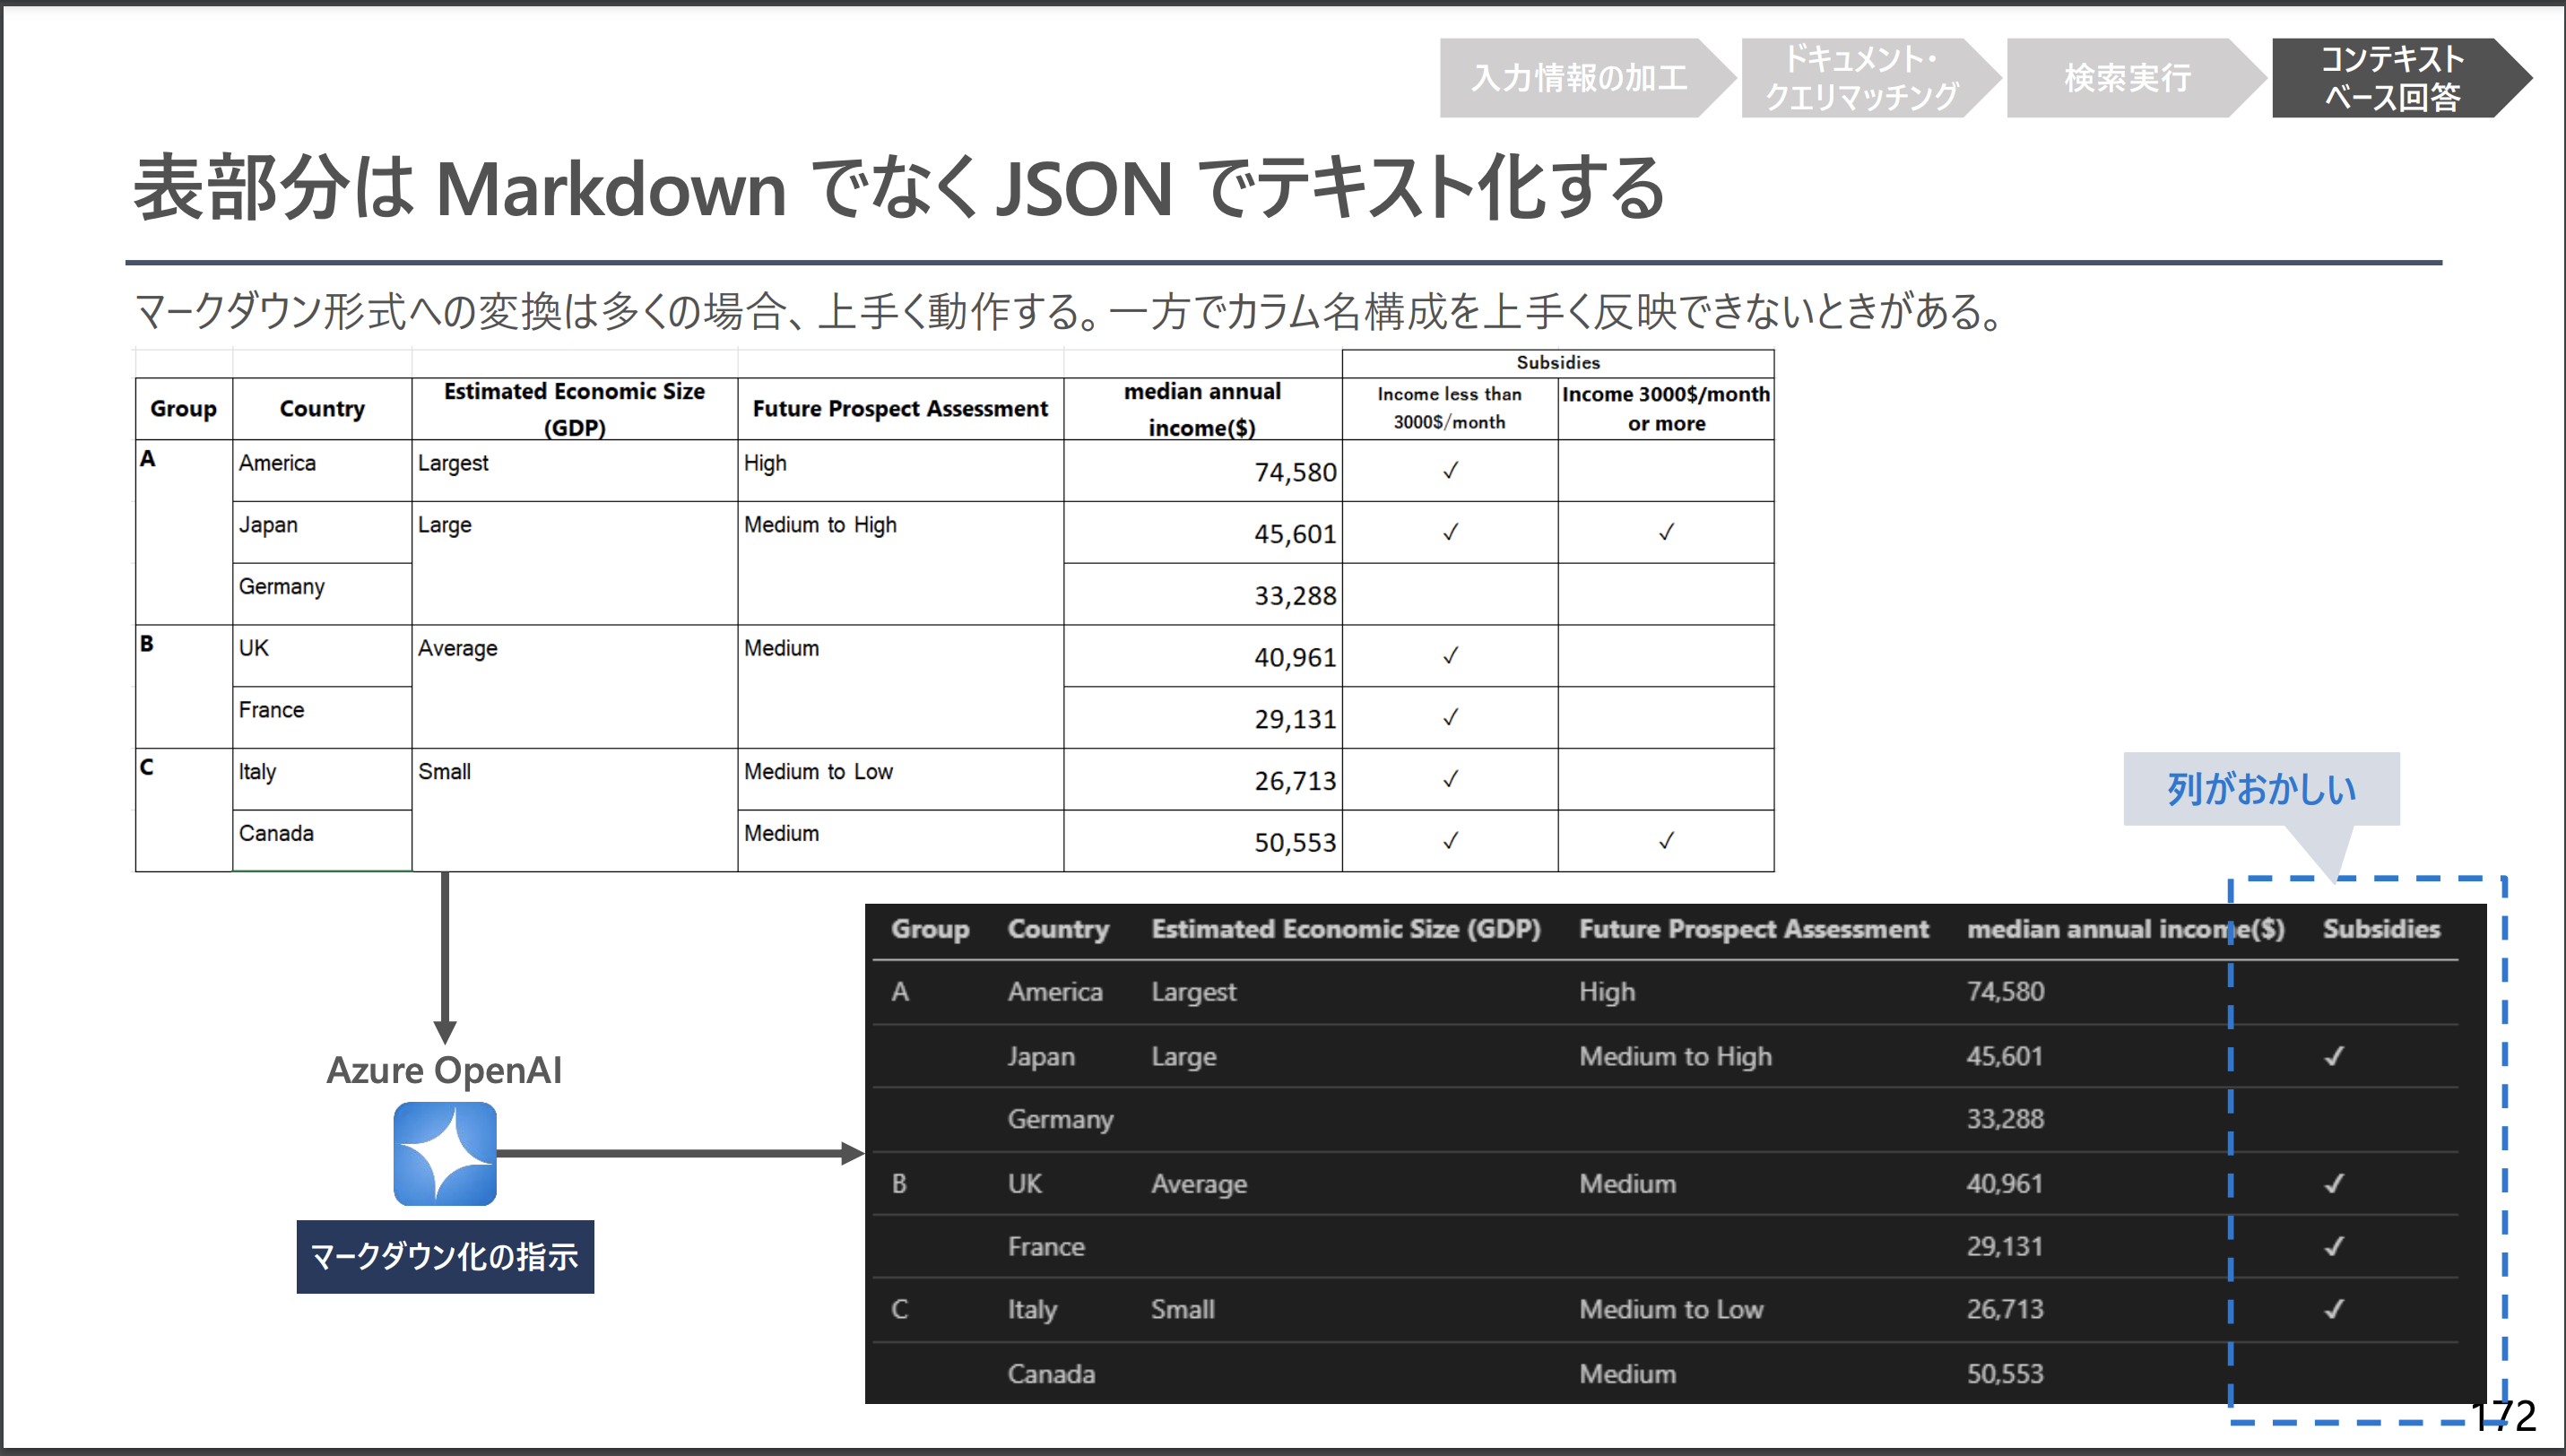 入力情報の加工
ドキュメント・
クエリマッチング
検索実行
コンテキスト
ベース回答
表部分は Markdown でなく JSON でテキスト化する
マークダウン形式への変換は多くの場合、上手く動作する。一方でカラム名構成を上手く反映できないときがある。
Subsidies
Group Country Estimated Economic Size (GDP) Future Prospect Assessment median annual income($) Income less than 3000$/month Income 3000$/month or more
A America Largest High 74,580 ✓
Japan Large Medium to High 45,601 ✓ ✓
Germany 33,288
B UK Average Medium 40,961 ✓
France 29,131 ✓
C Italy Small Medium to Low 26,713 ✓
Canada Medium 50,553 ✓ ✓
列がおかしい
Azure OpenAI
マークダウン化の指示
Group Country Estimated Economic Size (GDP) Future Prospect Assessment median annual income($) Subsidies
A America Largest High 74,580
Japan Large Medium to High 45,601 ✓
Germany 33,288
B UK Average Medium 40,961 ✓
France 29,131 ✓
C Italy Small Medium to Low 26,713 ✓
Canada Medium 50,553
172